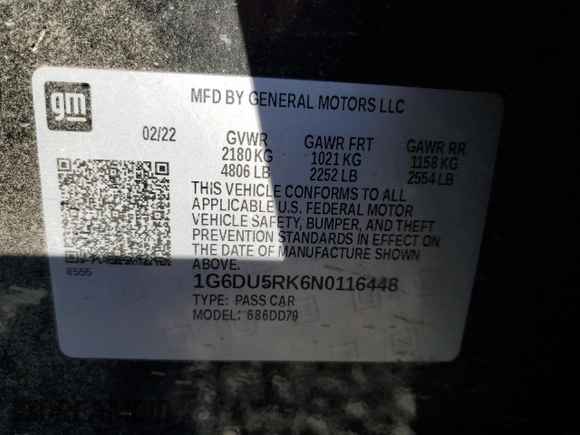 gm
MFD BY GENERAL MOTORS LLC
02/22 GVWR GAWR FRT GAWR RR
2180 KG 1021 KG 1158 KG
4806 LB 2252 LB 2554 LB
THIS VEHICLE CONFORMS TO ALL
APPLICABLE U.S. FEDERAL MOTOR
VEHICLE SAFETY, BUMPER, AND THEFT
PREVENTION STANDARDS IN EFFECT ON
THE DATE OF MANUFACTURE SHOWN ABOVE.
8555
1G6DU5RK6N0116448
TYPE: PASS CAR
MODEL: 686DD79